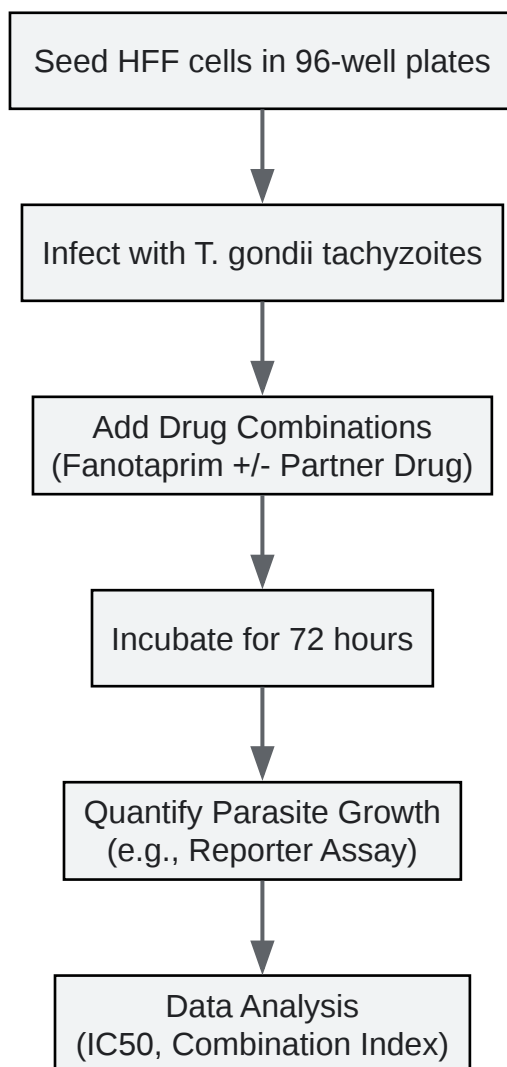 Seed HFF cells in 96-well plates
Infect with T. gondii tachyzoites
Add Drug Combinations
(Fanotaprim +/- Partner Drug)
Incubate for 72 hours
Quantify Parasite Growth
(e.g., Reporter Assay)
Data Analysis
(IC50, Combination Index)